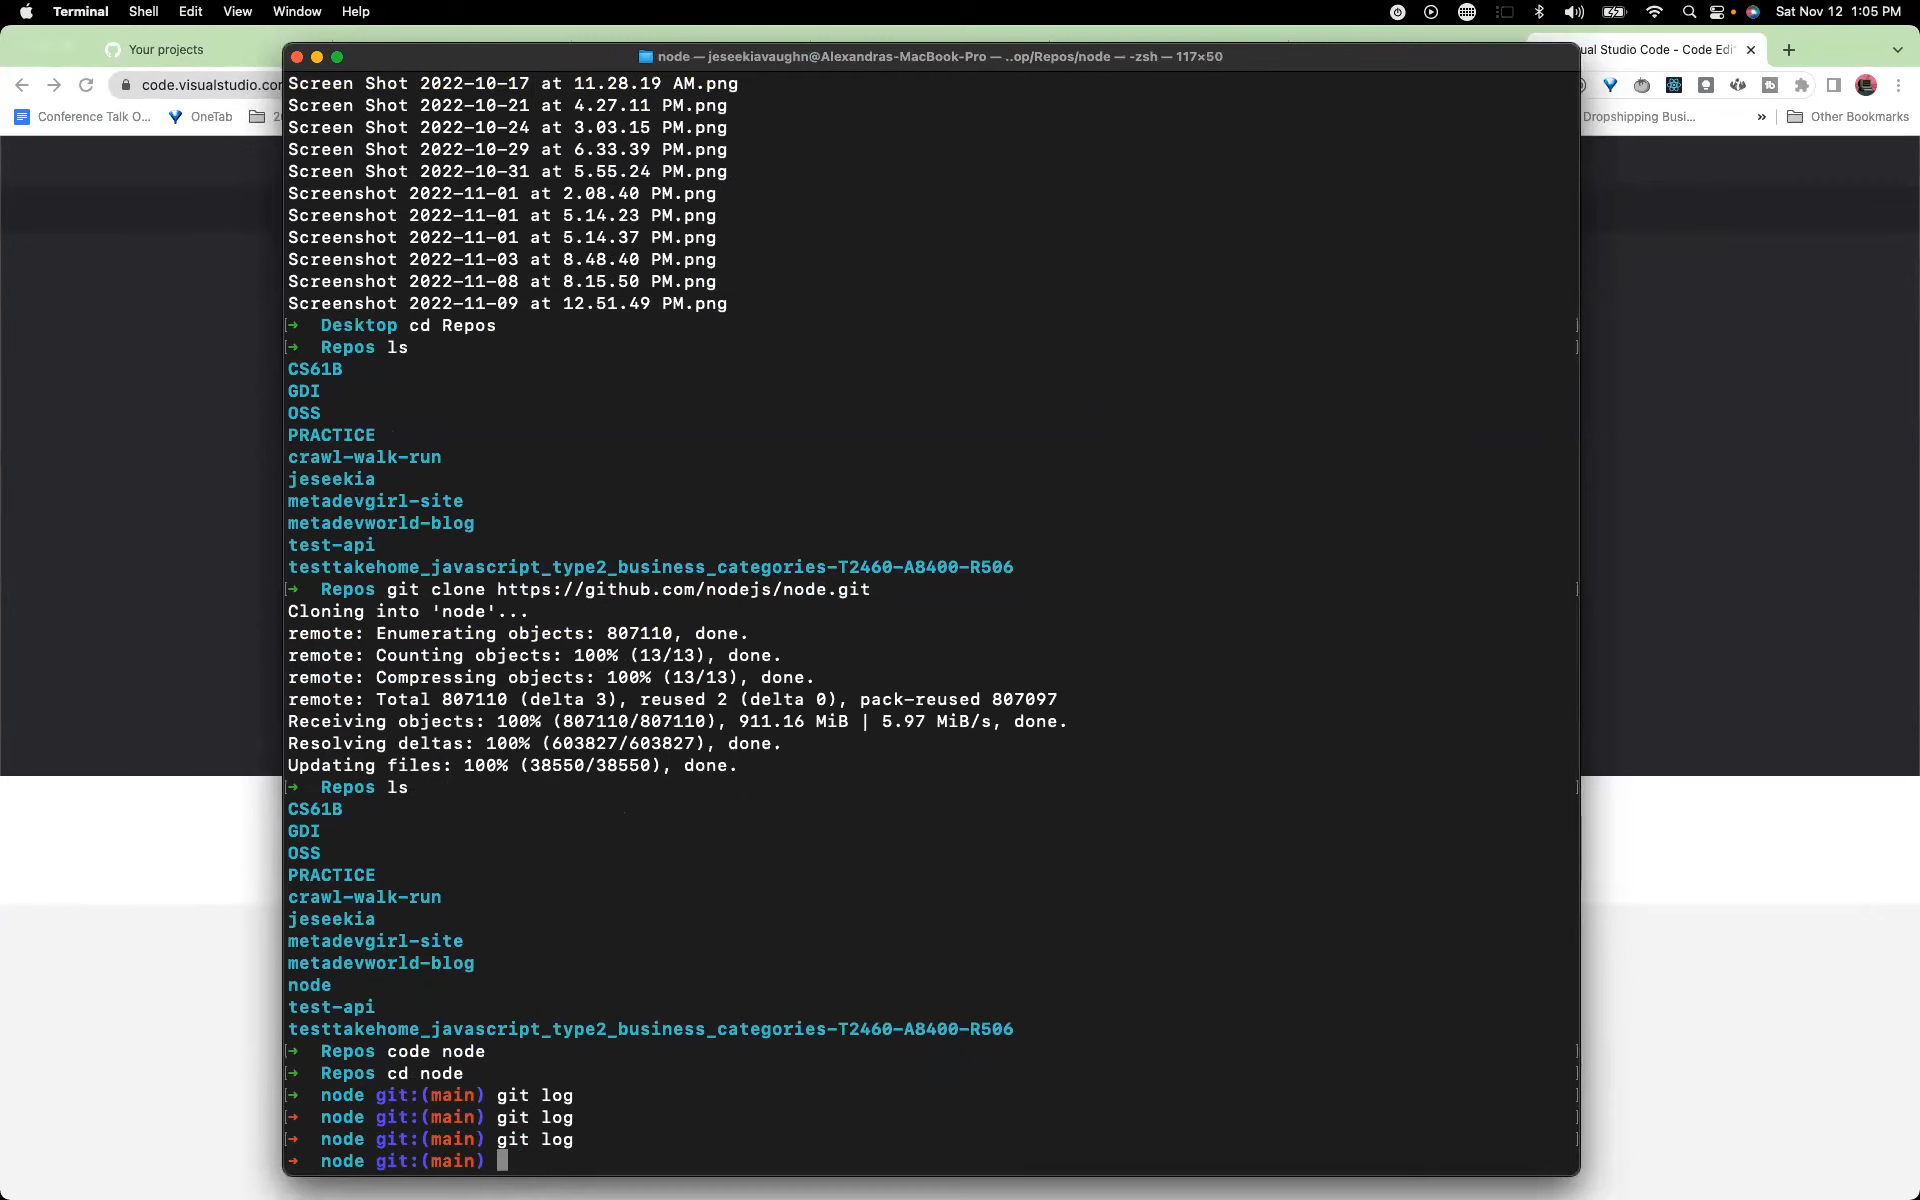 Terminal Shell Edit View Window Help Sat Nov 12 1:05 PM
Your projects
node — jeseekiavaughn@Alexandras-MacBook-Pro — ..op/Repos/node — -zsh — 117×50
ual Studio Code - Code Edi
code.visualstudio.com
Conference Talk O... OneTab Dropshipping Busi... » Other Bookmarks
Screen Shot 2022-10-17 at 11.28.19 AM.png
Screen Shot 2022-10-21 at 4.27.11 PM.png
Screen Shot 2022-10-24 at 3.03.15 PM.png
Screen Shot 2022-10-29 at 6.33.39 PM.png
Screen Shot 2022-10-31 at 5.55.24 PM.png
Screenshot 2022-11-01 at 2.08.40 PM.png
Screenshot 2022-11-01 at 5.14.23 PM.png
Screenshot 2022-11-01 at 5.14.37 PM.png
Screenshot 2022-11-03 at 8.48.40 PM.png
Screenshot 2022-11-08 at 8.15.50 PM.png
Screenshot 2022-11-09 at 12.51.49 PM.png
[→ Desktop cd Repos ]
[→ Repos ls ]
CS61B
GDI
OSS
PRACTICE
crawl-walk-run
jeseekia
metadevgirl-site
metadevworld-blog
test-api
testtakehome_javascript_type2_business_categories-T2460-A8400-R506
[→ Repos git clone https://github.com/nodejs/node.git ]
Cloning into 'node'...
remote: Enumerating objects: 807110, done.
remote: Counting objects: 100% (13/13), done.
remote: Compressing objects: 100% (13/13), done.
remote: Total 807110 (delta 3), reused 2 (delta 0), pack-reused 807097
Receiving objects: 100% (807110/807110), 911.16 MiB | 5.97 MiB/s, done.
Resolving deltas: 100% (603827/603827), done.
Updating files: 100% (38550/38550), done.
[→ Repos ls ]
CS61B
GDI
OSS
PRACTICE
crawl-walk-run
jeseekia
metadevgirl-site
metadevworld-blog
node
test-api
testtakehome_javascript_type2_business_categories-T2460-A8400-R506
[→ Repos code node ]
[→ Repos cd node ]
[→ node git:(main) git log ]
[→ node git:(main) git log ]
[→ node git:(main) git log ]
→ node git:(main)